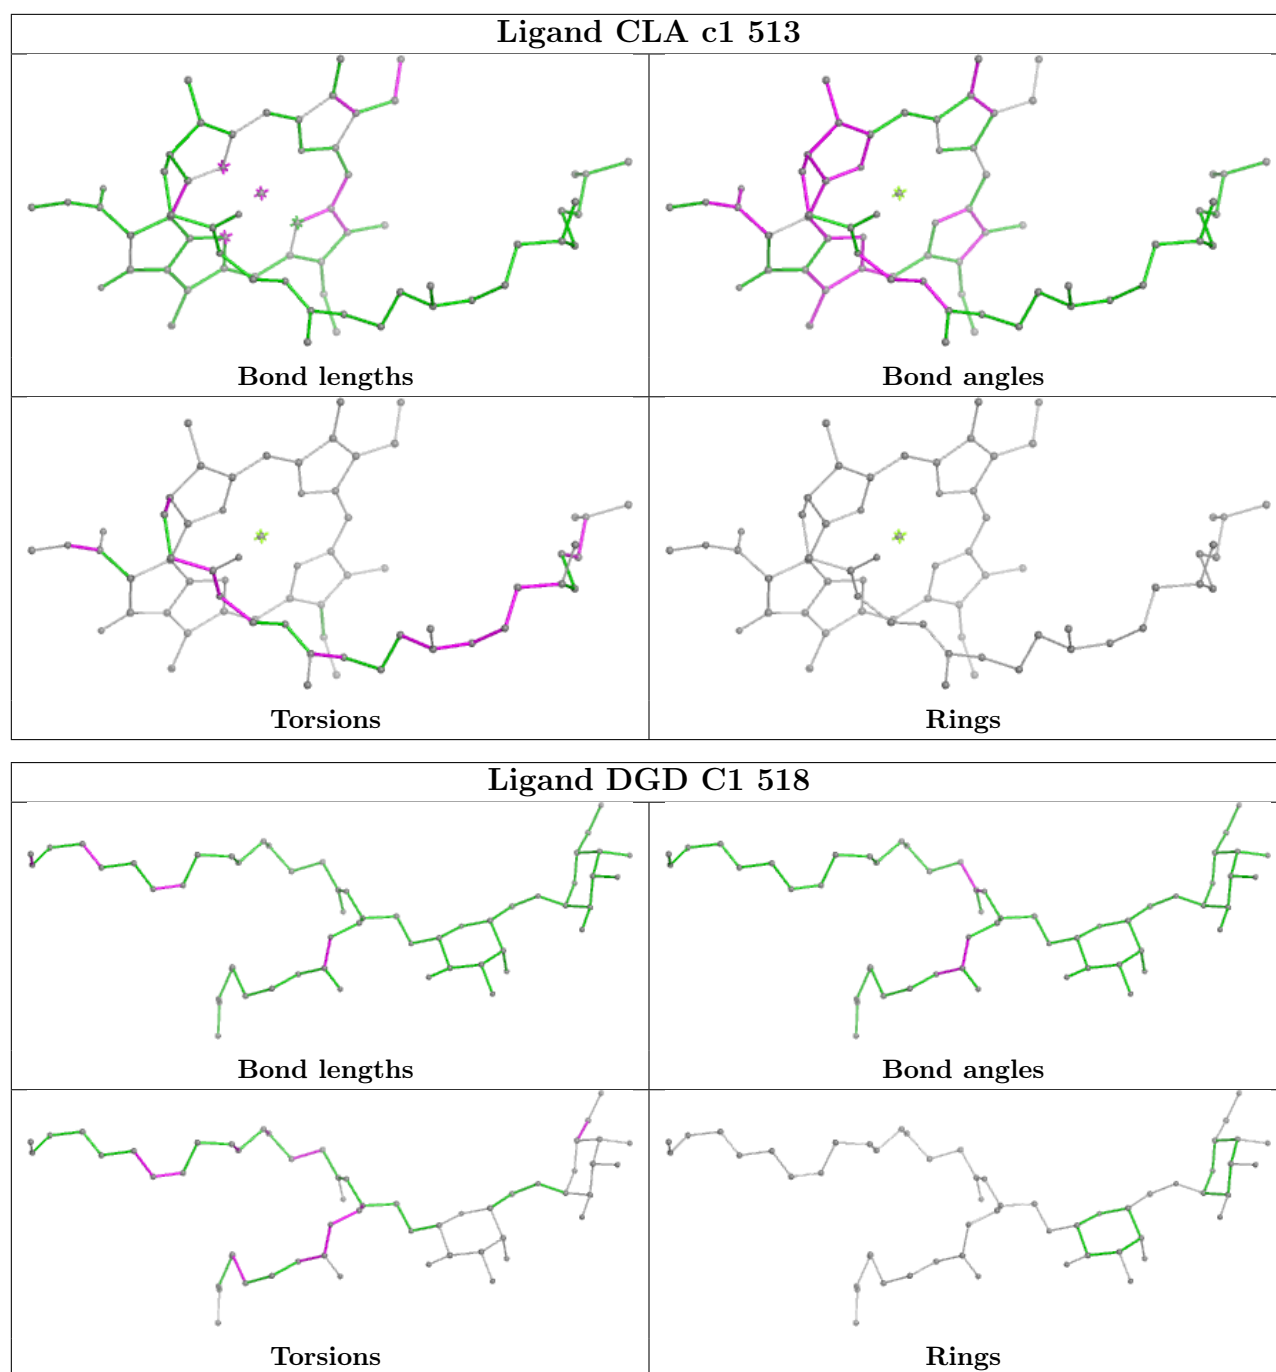 Ligand CLA c1 513
Bond lengths
Bond angles
Torsions
Rings
Ligand DGD C1 518
Bond lengths
Bond angles
Torsions
Rings